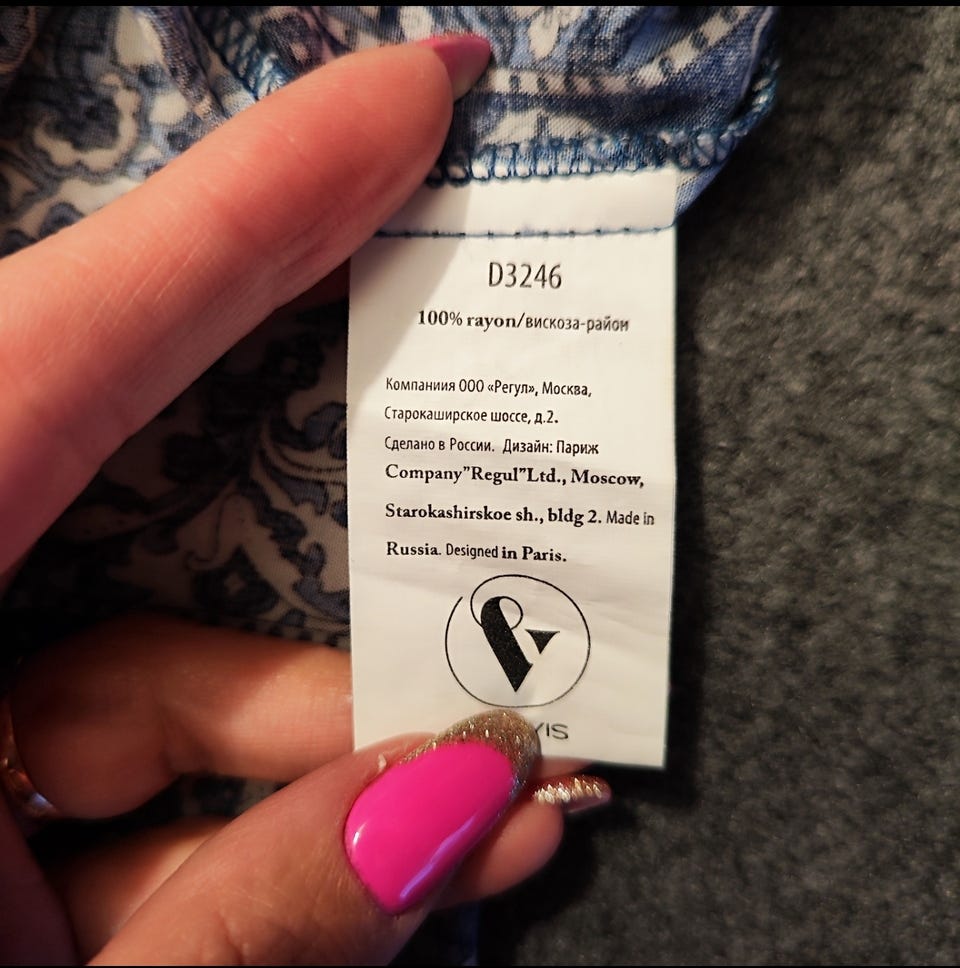 D3246
100% rayon/вискоза-район
Компаниия ООО «Регул», Москва,
Старокаширское шоссе, д.2.
Сделано в России. Дизайн: Париж
Company"Regul"Ltd., Moscow,
Starokashirskoe sh., bldg 2. Made in
Russia. Designed in Paris.